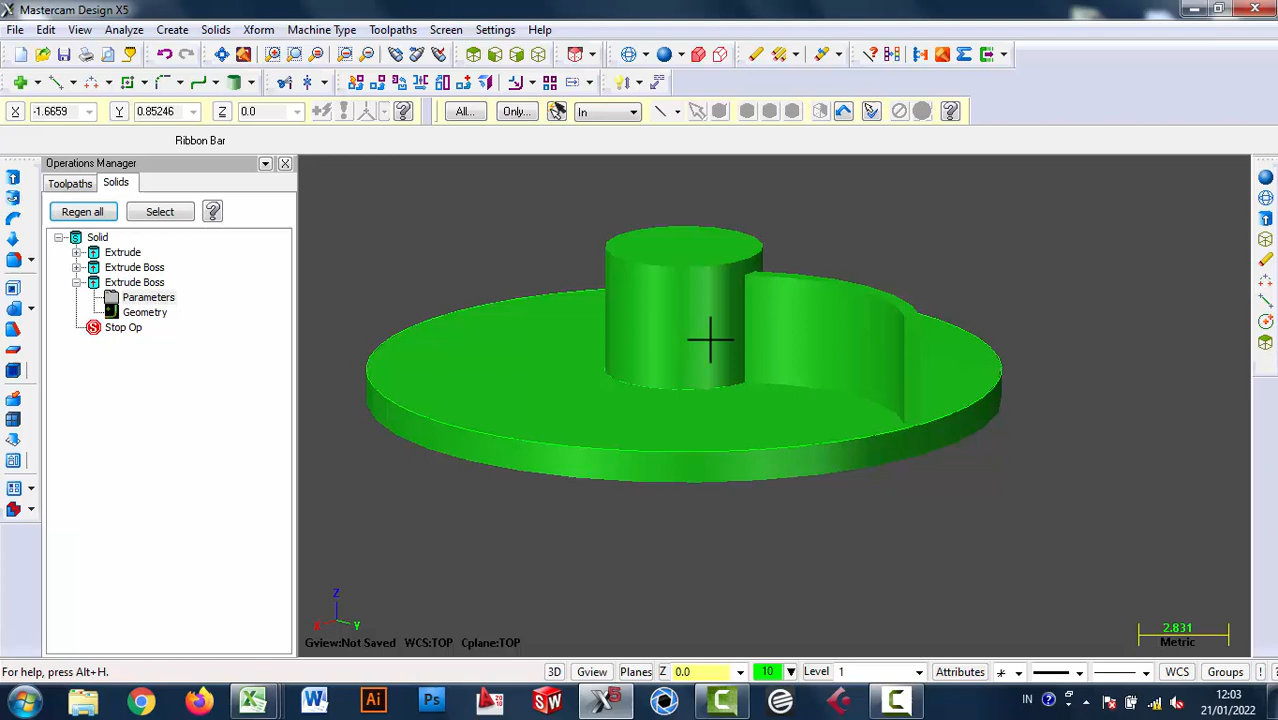 Mastercam Design X5
File Edit View Analyze Create Solids Xform Machine Type Toolpaths Screen Settings Help
X -1.6659 Y 0.85246 Z 0.0 All... Only... In
Ribbon Bar
Operations Manager
Toolpaths Solids
Regen all Select
Solid
Extrude
Extrude Boss
Extrude Boss
Parameters
Geometry
Stop Op
Z
X Y
Gview:Not Saved WCS:TOP Cplane:TOP
2.831
Metric
For help, press Alt+H. 3D Gview Planes Z 0.0 10 Level 1 Attributes WCS Groups
IN 12:03
21/01/2022